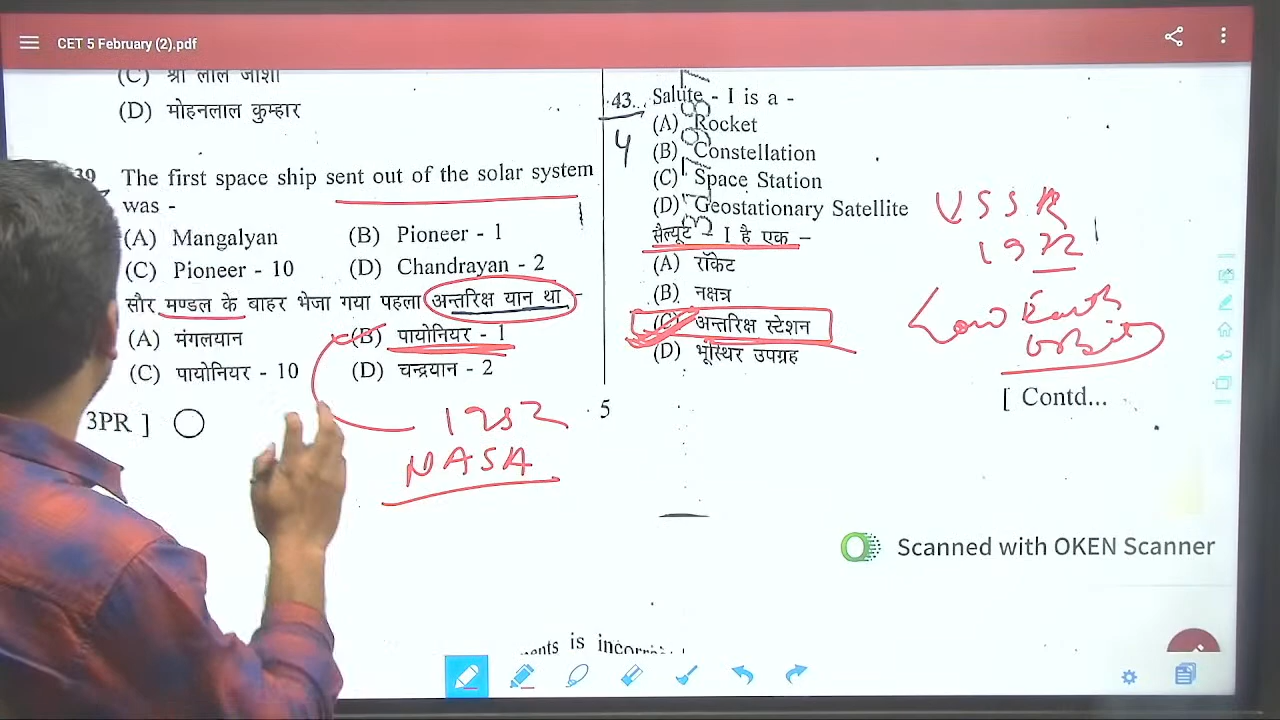 CET 5 February (2).pdf
(C) श्री लाल जोशी
(D) मोहनलाल कुम्हार
39
The first space ship sent out of the solar system
was -
(A) Mangalyan (B) Pioneer - 1
(C) Pioneer - 10 (D) Chandrayan - 2
सौर मण्डल के बाहर भेजा गया पहला अन्तरिक्ष यान था -
(A) मंगलयान (B) पायोनियर - 1
(C) पायोनियर - 10 (D) चन्द्रयान - 2
3PR ]
NASA
5
43. Salute - I is a -
4
(A) Rocket
(B) Constellation
(C) Space Station
(D) Geostationary Satellite
सैल्यूट - I है एक -
(A) रॉकेट
(B) नक्षत्र
(C) अन्तरिक्ष स्टेशन
(D) भूस्थिर उपग्रह
USSR
Low Earth
Orbit
[ Contd...
Scanned with OKEN Scanner